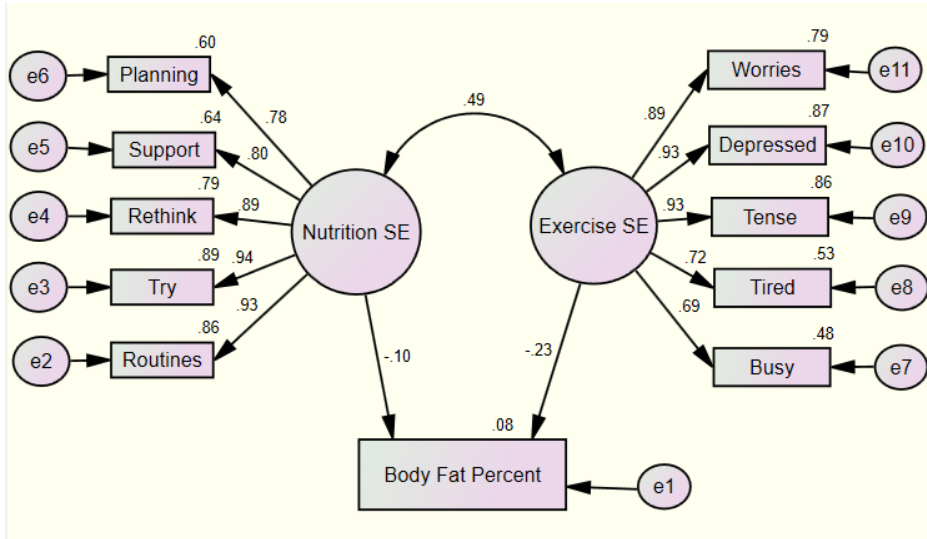 .60
e6
Planning
.78
.64
e5
Support
.80
.79
e4
Rethink
.89
.89
e3
Try
.94
.86
e2
Routines
.93
Nutrition SE
.49
Exercise SE
.79
Worries
e11
.89
.87
Depressed
e10
.93
.86
Tense
e9
.93
.53
Tired
e8
.72
.48
Busy
e7
.69
-.10
-.23
.08
Body Fat Percent
e1